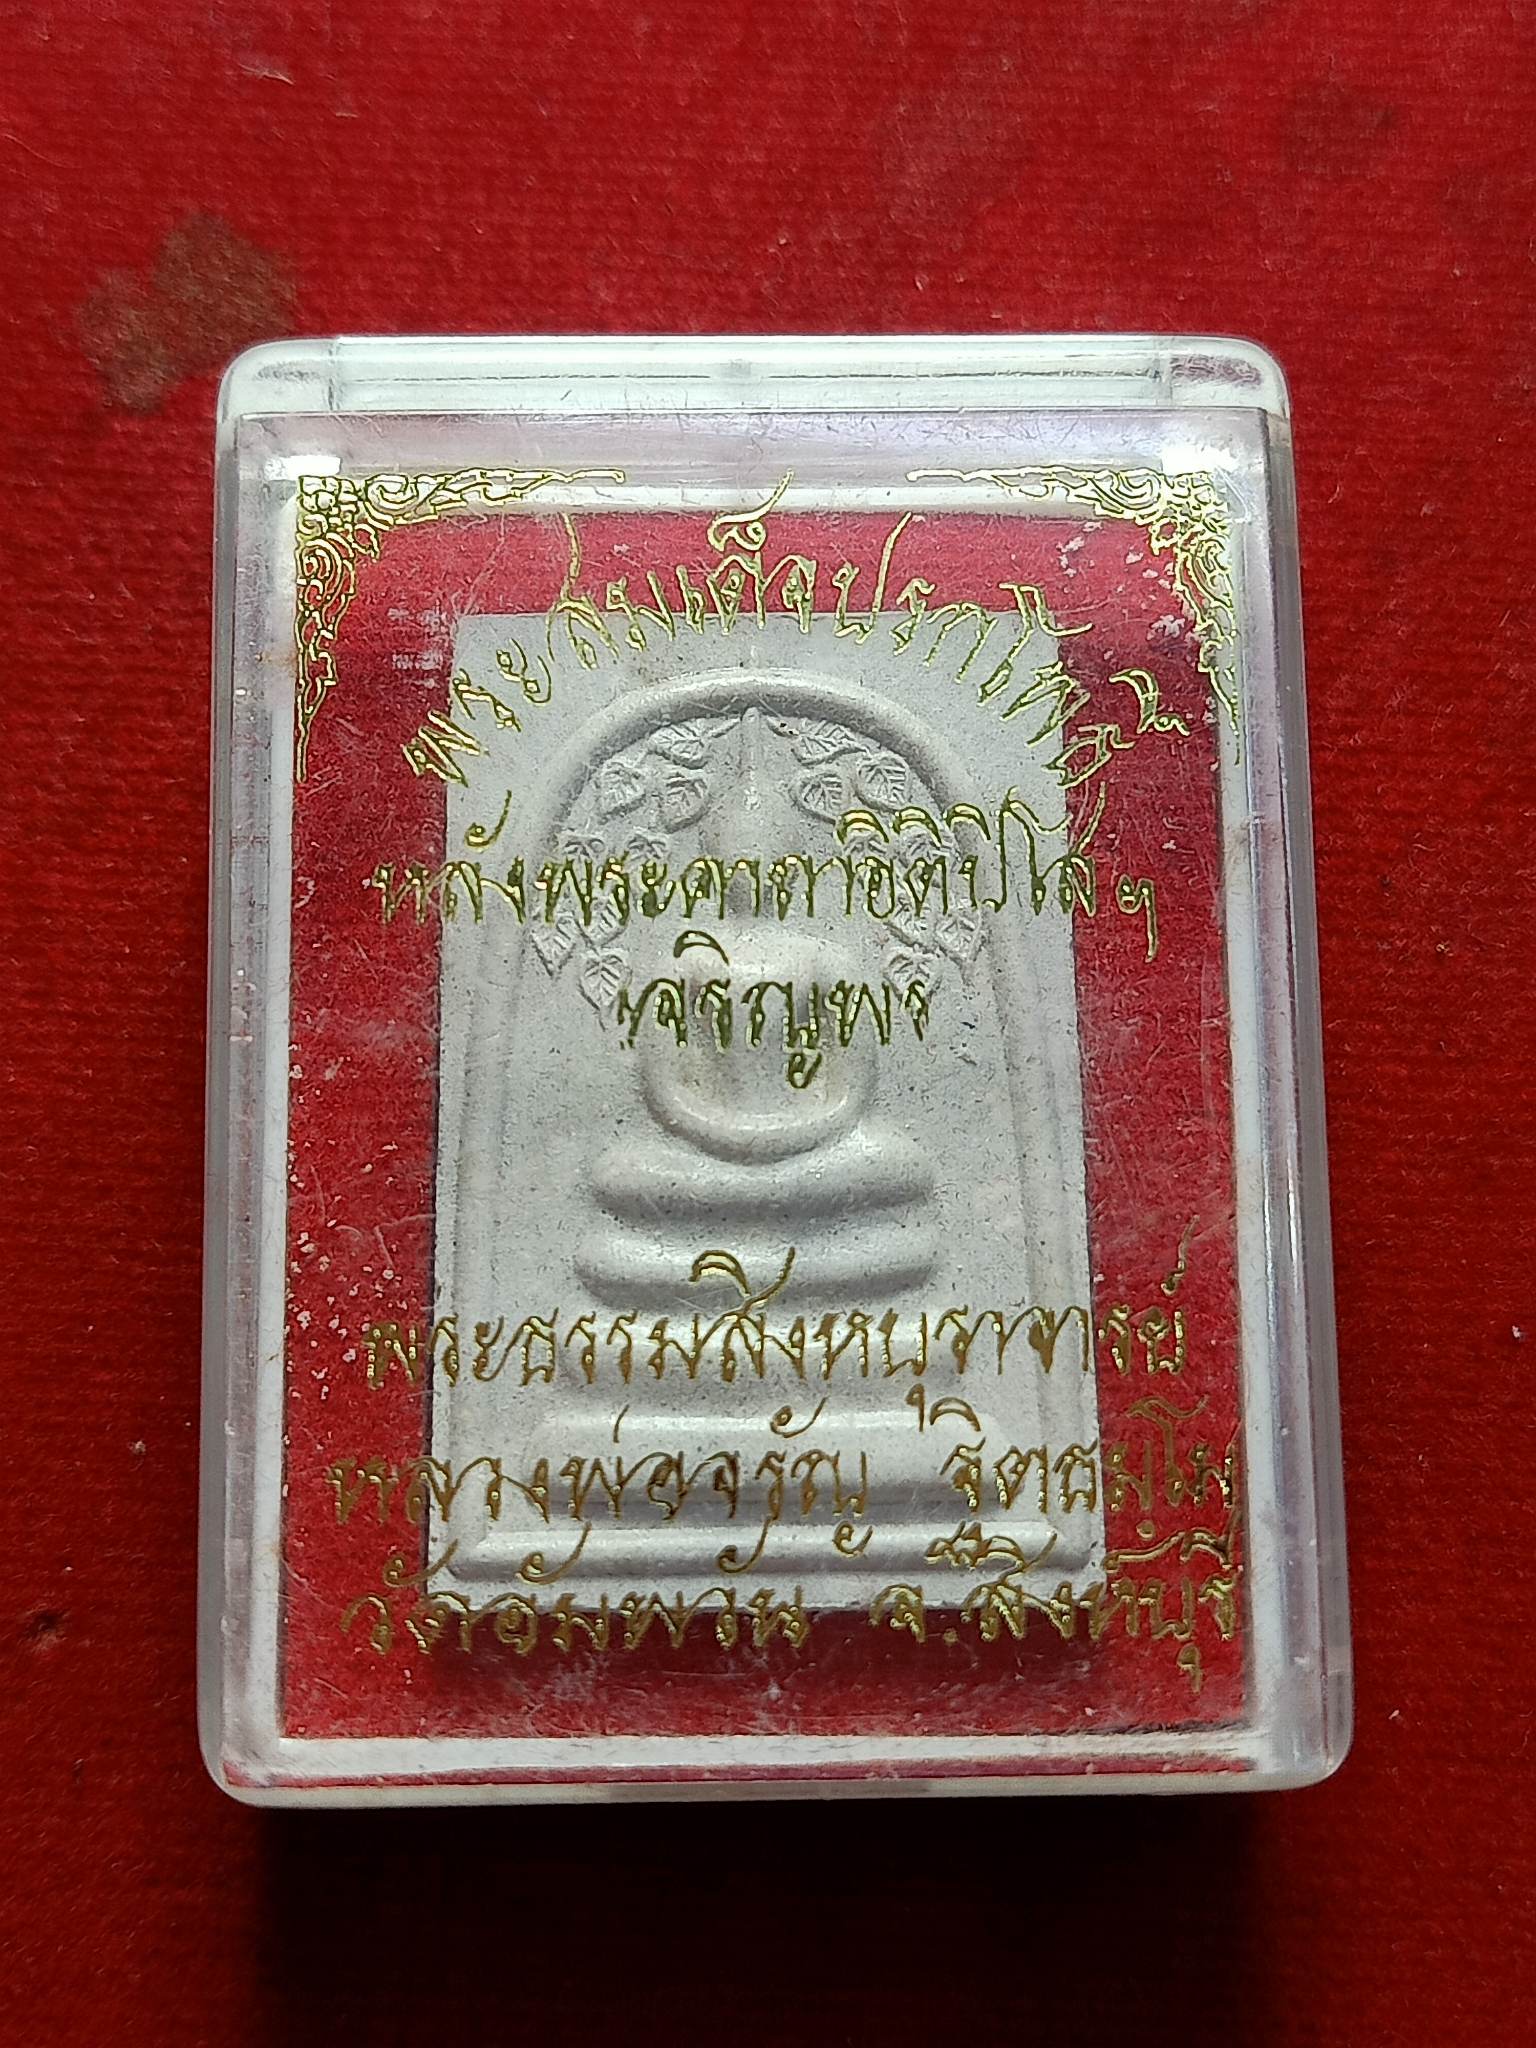 พระสมเด็จปรกโพธิ์
หลังพระคาถาอิติปิโสฯ
เจริญพร
พระธรรมสิงหบุราจารย์
หลวงพ่อจรัญ ฐิตธมฺโม
วัดอัมพวัน จ.สิงห์บุรี